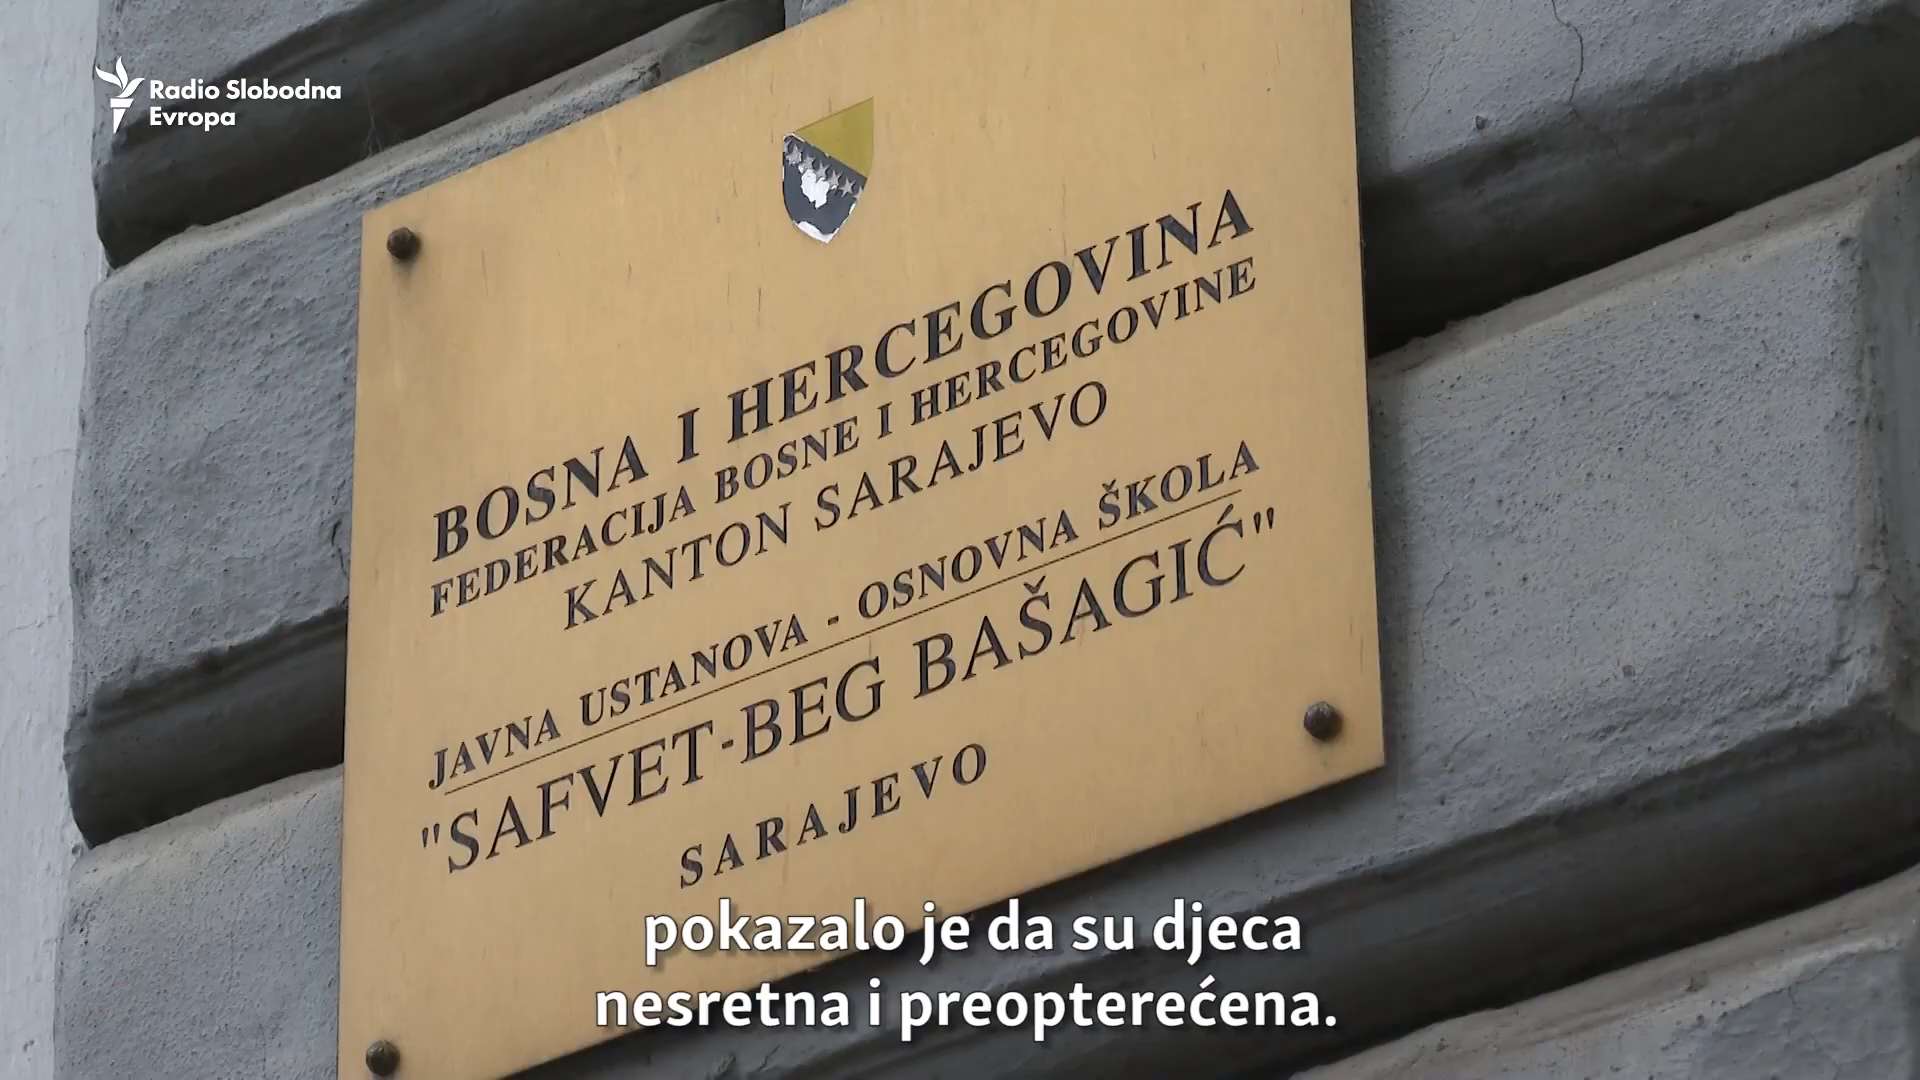 Radio Slobodna
Evropa
BOSNA I HERCEGOVINA
FEDERACIJA BOSNE I HERCEGOVINE
KANTON SARAJEVO
JAVNA USTANOVA - OSNOVNA ŠKOLA
"SAFVET-BEG BAŠAGIĆ"
SARAJEVO
pokazalo je da su djeca
nesretna i preopterećena.